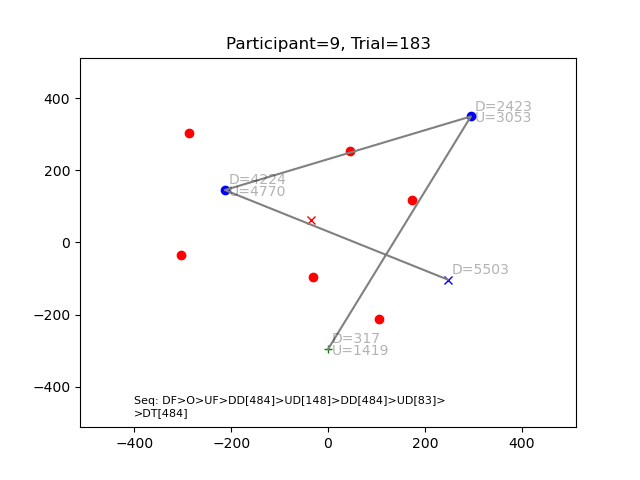 Participant=9, Trial=183
400
200
0
−200
−400
D=2423
U=3053
D=4224
U=4770
D=5503
D=317
U=1419
Seq: DF>O>UF>DD[484]>UD[148]>DD[484]>UD[83]>
>DT[484]
−400
−200
0
200
400